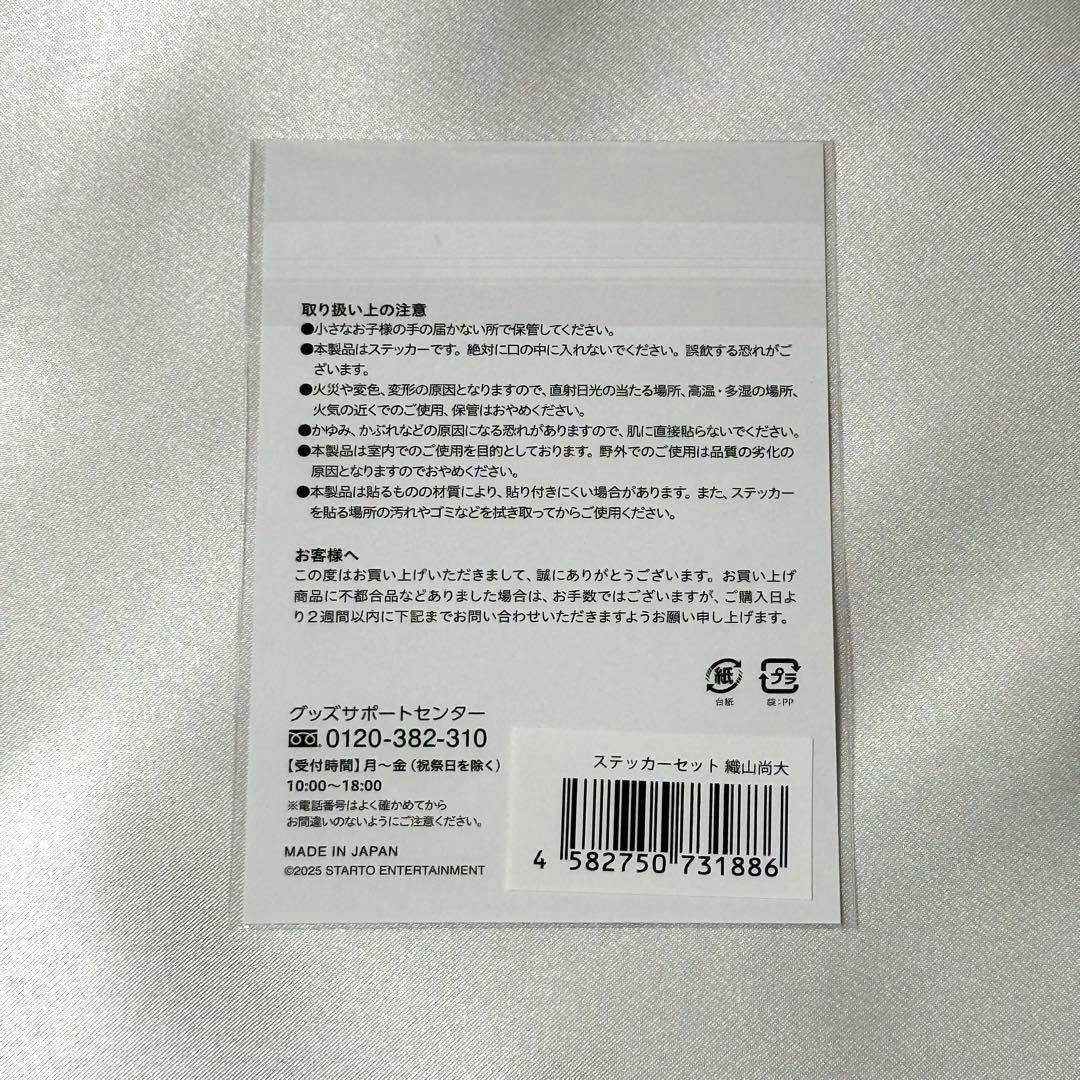 取り扱い上の注意
●小さなお子様の手の届かない所で保管してください。
●本製品はステッカーです。絶対に口の中に入れないでください。誤飲する恐れがご
ざいます。
●火災や変色、変形の原因となりますので、直射日光の当たる場所、高温・多湿の場所、
火気の近くでのご使用、保管はおやめください。
●かゆみ、かぶれなどの原因になる恐れがありますので、肌に直接貼らないでください。
●本製品は室内でのご使用を目的としております。野外でのご使用は品質の劣化の
原因となりますのでおやめください。
●本製品は貼るものの材質により、貼り付きにくい場合があります。また、ステッカー
を貼る場所の汚れやゴミなどを拭き取ってからご使用ください。
お客様へ
この度はお買い上げいただきまして、誠にありがとうございます。お買い上げ
商品に不都合品などありました場合は、お手数ではございますが、ご購入日よ
り2週間以内に下記までお問い合わせいただきますようお願い申し上げます。
紙 プラ
台紙 袋:PP
グッズサポートセンター
0120-382-310
【受付時間】月〜金(祝祭日を除く)
10:00〜18:00
※電話番号はよく確かめてから
お間違いのないようにご注意ください。
MADE IN JAPAN
©2025 STARTO ENTERTAINMENT
ステッカーセット 織山尚大
4 582750 731886